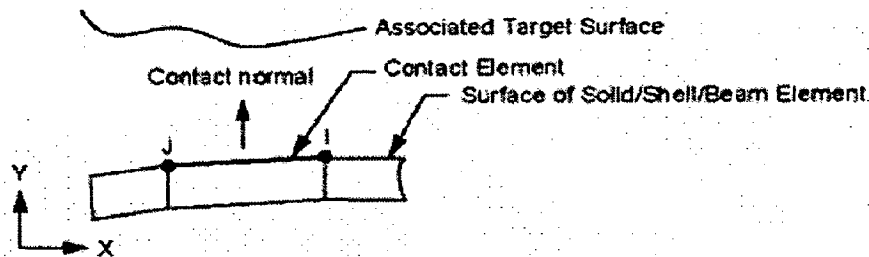 Associated Target Surface
Contact normal
Contact Element
Surface of Solid/Shell/Beam Element
J
I
Y
X